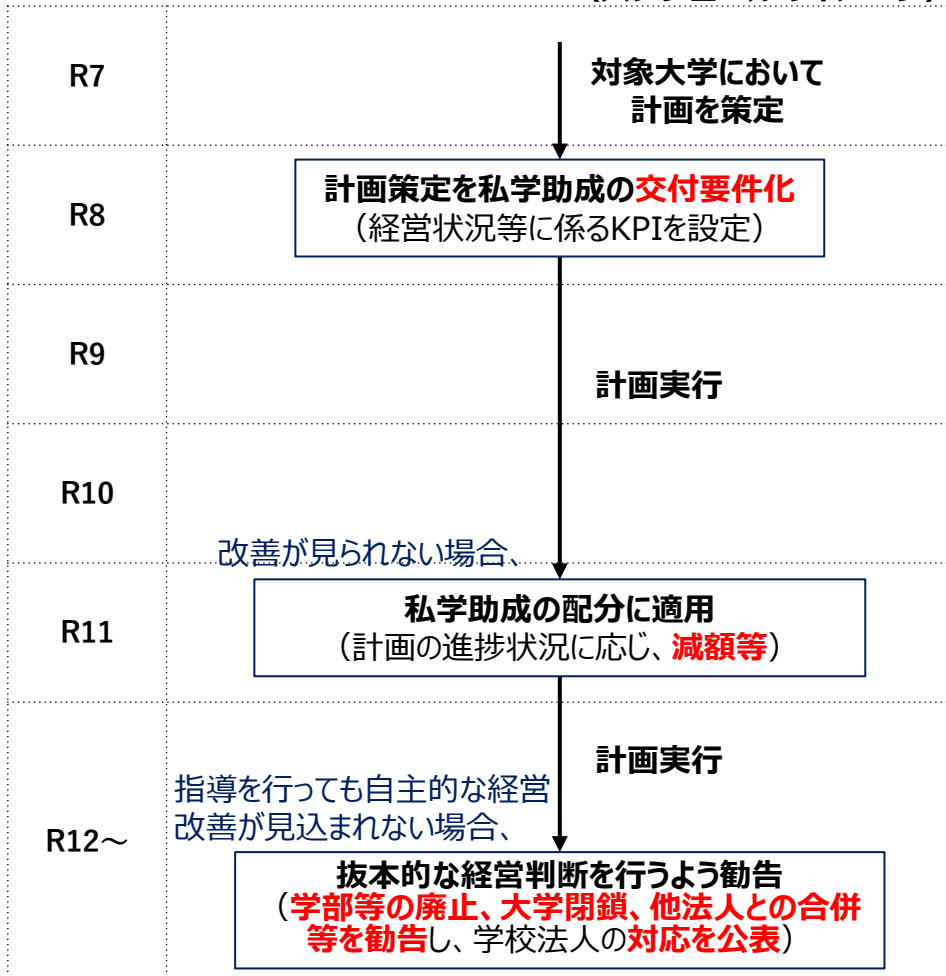 R7
対象大学において
計画を策定
R8
計画策定を私学助成の交付要件化
（経営状況等に係るKPIを設定）
R9
計画実行
R10
改善が見られない場合、
R11
私学助成の配分に適用
（計画の進捗状況に応じ、減額等）
計画実行
R12～
指導を行っても自主的な経営
改善が見込まれない場合、
抜本的な経営判断を行うよう勧告
（学部等の廃止、大学閉鎖、他法人との合併
等を勧告し、学校法人の対応を公表）